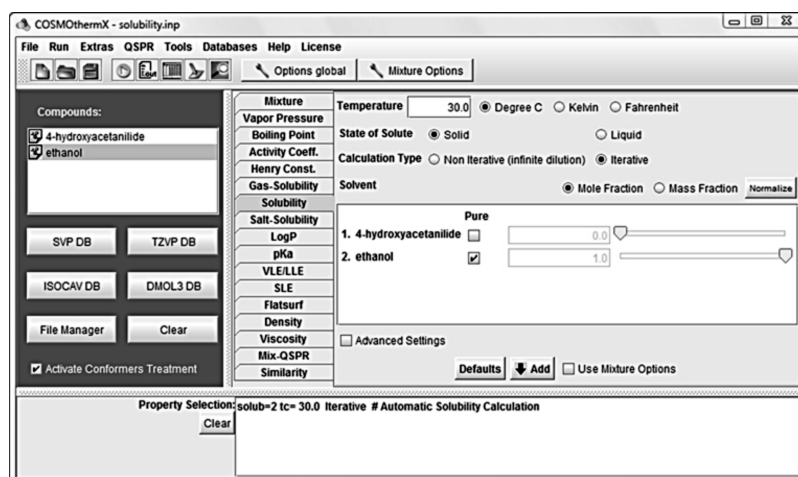 COSMOthermX - solubility.inp
File Run Extras QSPR Tools Databases Help License
Options global Mixture Options
Compounds:
4-hydroxyacetanilide
ethanol
SVP DB TZVP DB
ISOCAV DB DMOL3 DB
File Manager Clear
Activate Conformers Treatment
Mixture
Vapor Pressure
Boiling Point
Activity Coeff.
Henry Const.
Gas-Solubility
Solubility
Salt-Solubility
LogP
pKa
VLE/LLE
SLE
Flatsurf
Density
Viscosity
Mix-QSPR
Similarity
Temperature 30.0 Degree C Kelvin Fahrenheit
State of Solute Solid Liquid
Calculation Type Non Iterative (infinite dilution) Iterative
Solvent Mole Fraction Mass Fraction Normalize
Pure
1. 4-hydroxyacetanilide 0.0
2. ethanol 1.0
Advanced Settings
Defaults Add Use Mixture Options
Property Selection: solub=2 tc= 30.0 Iterative # Automatic Solubility Calculation
Clear